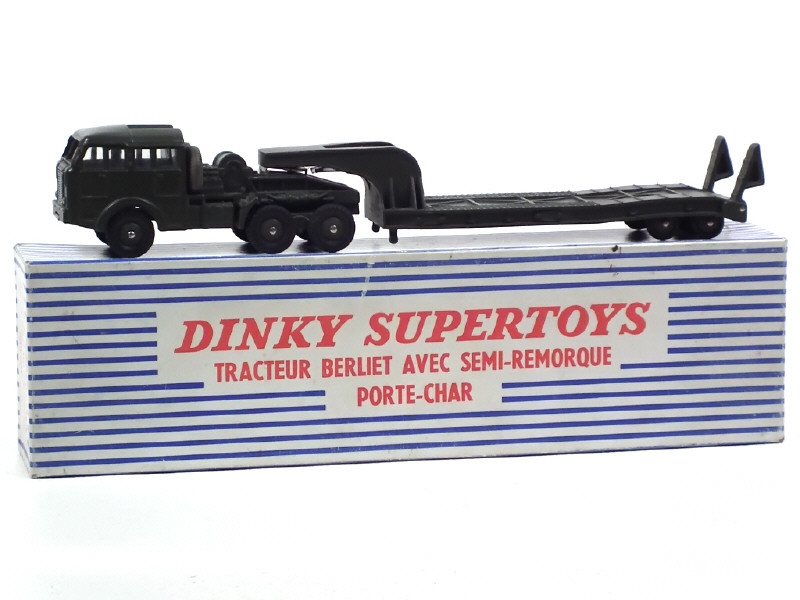 DINKY SUPERTOYS
TRACTEUR BERLIET AVEC SEMI-REMORQUE
PORTE-CHAR